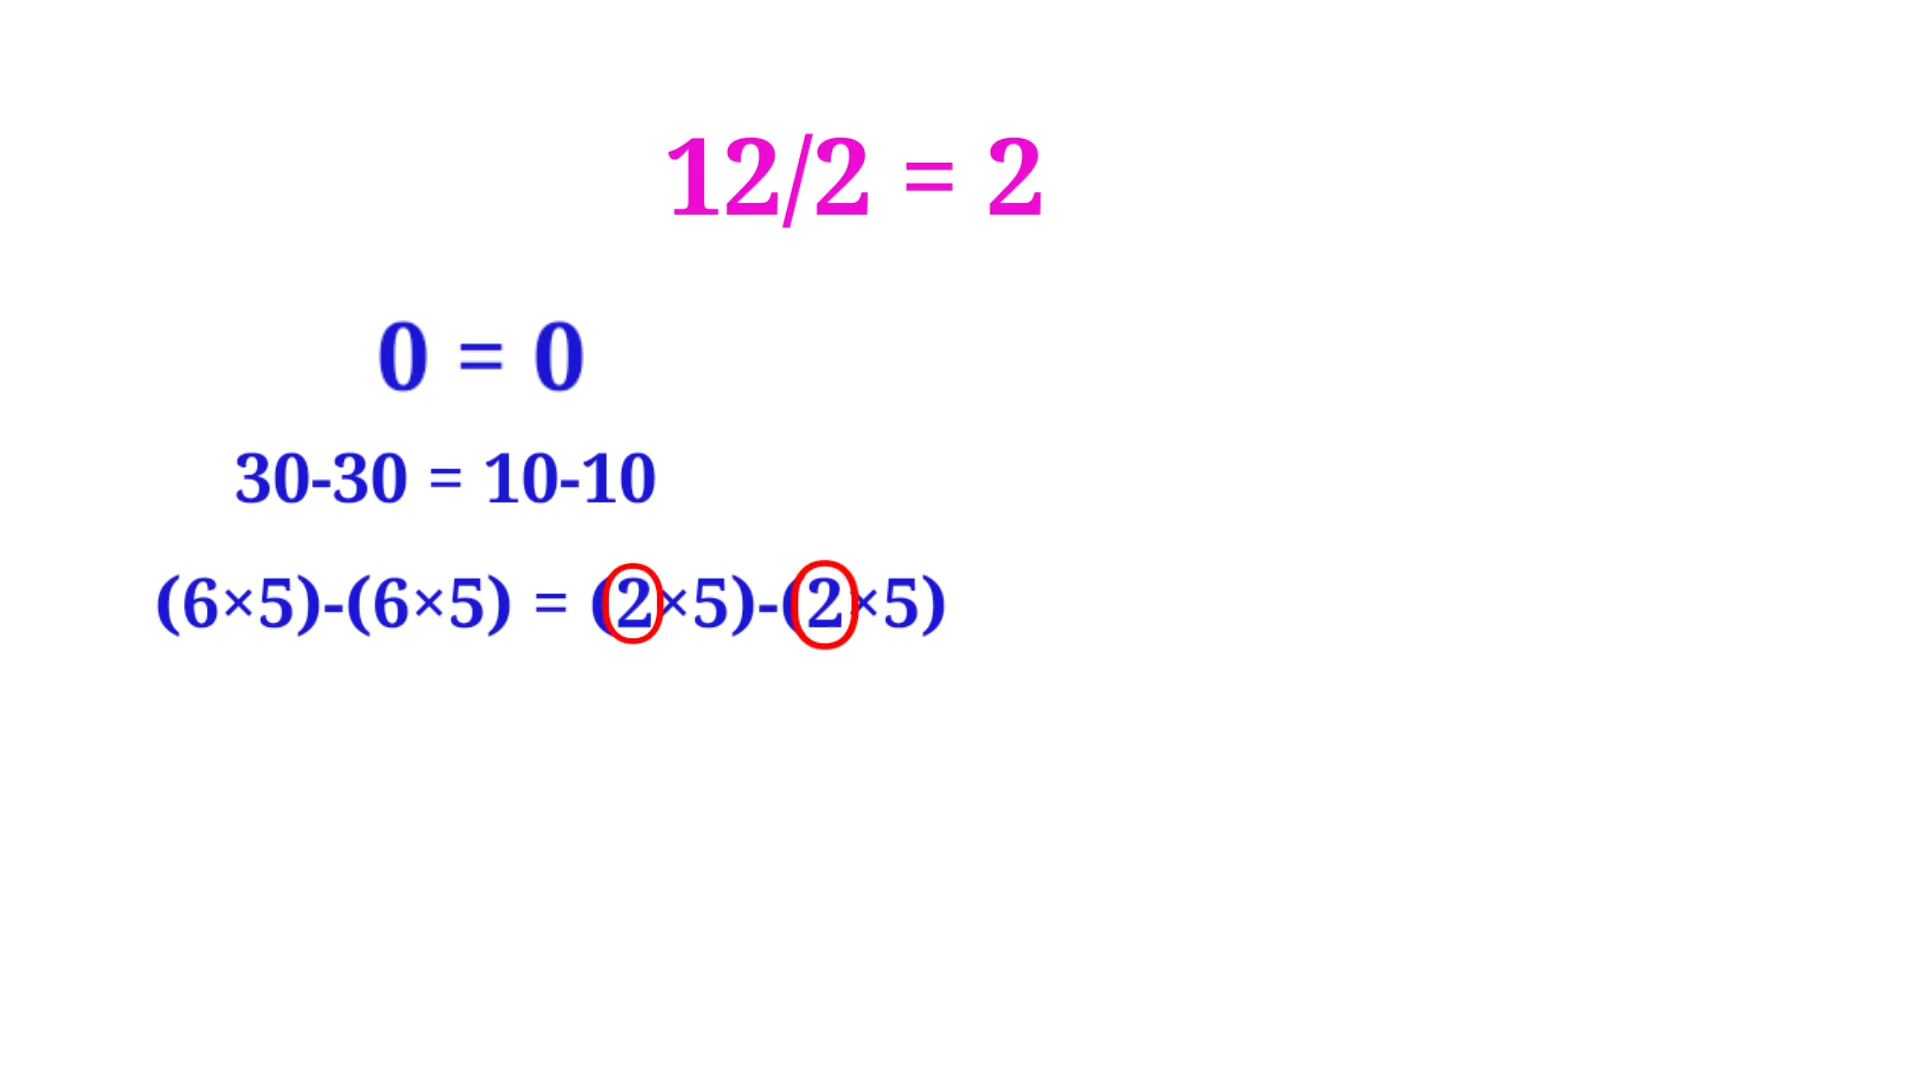 12/2 = 2
0 = 0
30-30 = 10-10
(6×5)-(6×5) = (2×5)-(2×5)